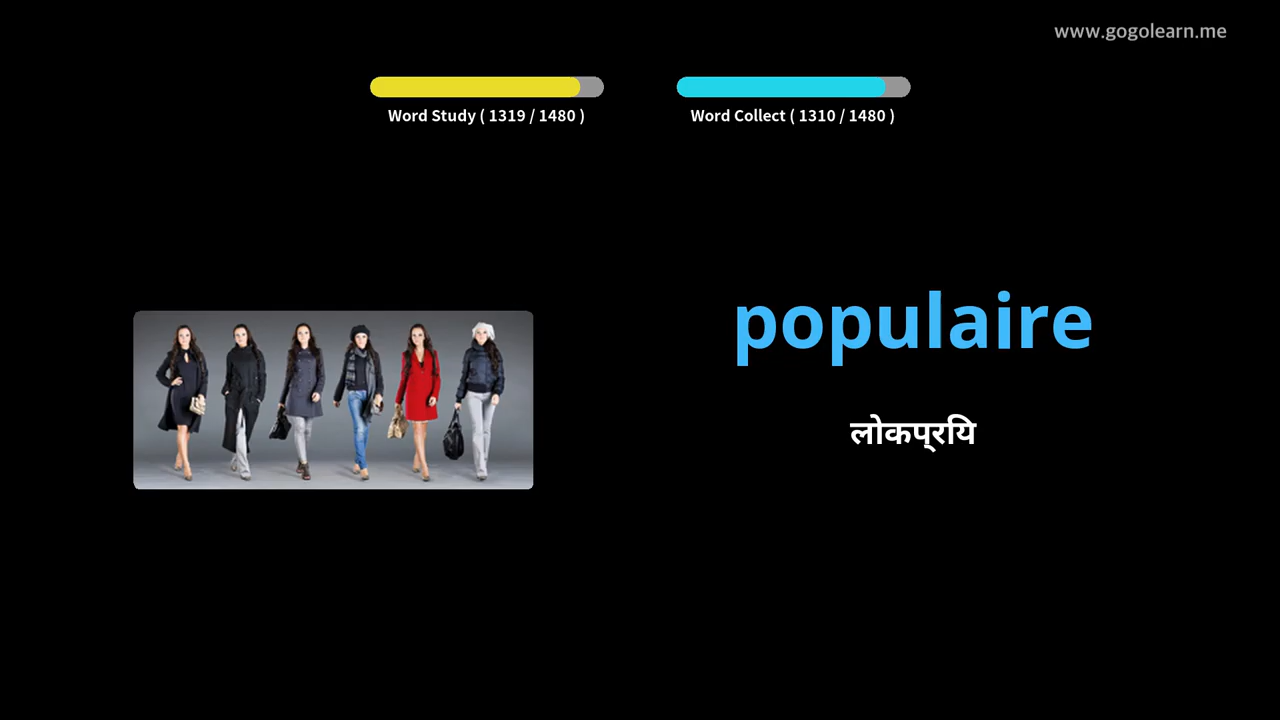 www.gogolearn.me
Word Study ( 1319 / 1480 )
Word Collect ( 1310 / 1480 )
populaire
लोकप्रिय